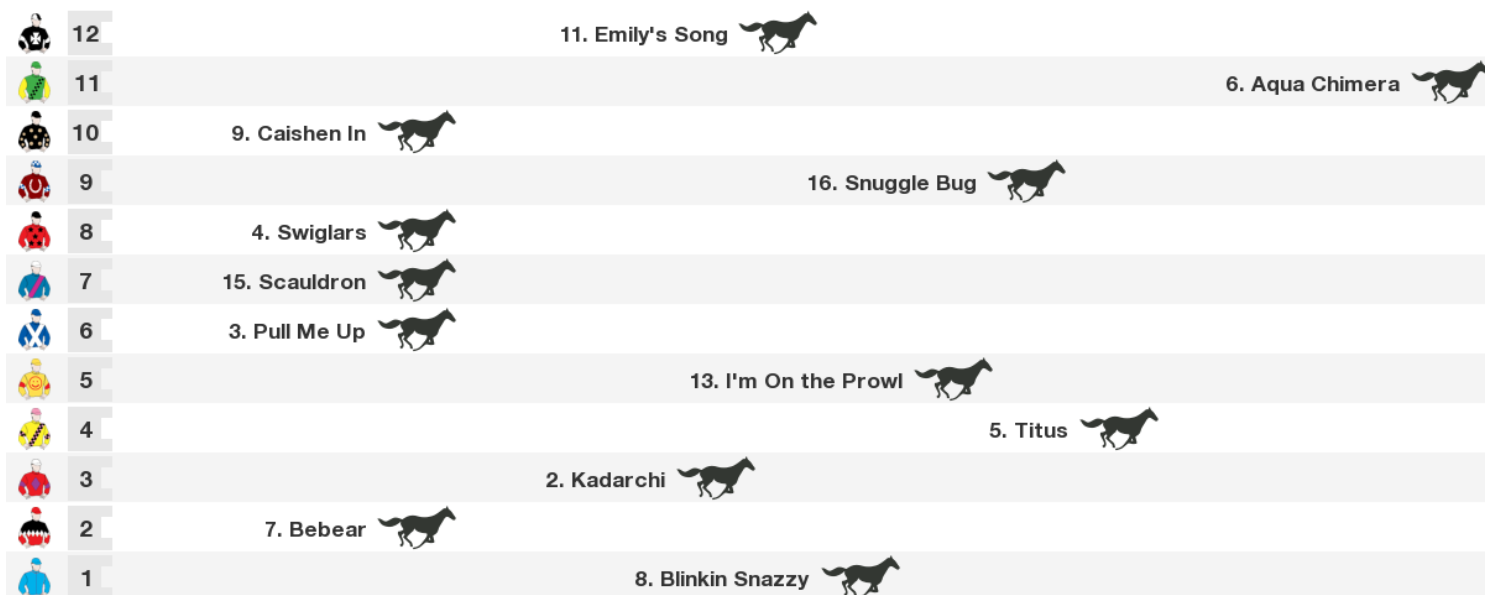 12 11. Emily's Song
11 6. Aqua Chimera
10 9. Caishen In
9 16. Snuggle Bug
8 4. Swiglars
7 15. Scauldron
6 3. Pull Me Up
5 13. I'm On the Prowl
4 5. Titus
3 2. Kadarchi
2 7. Bebear
1 8. Blinkin Snazzy